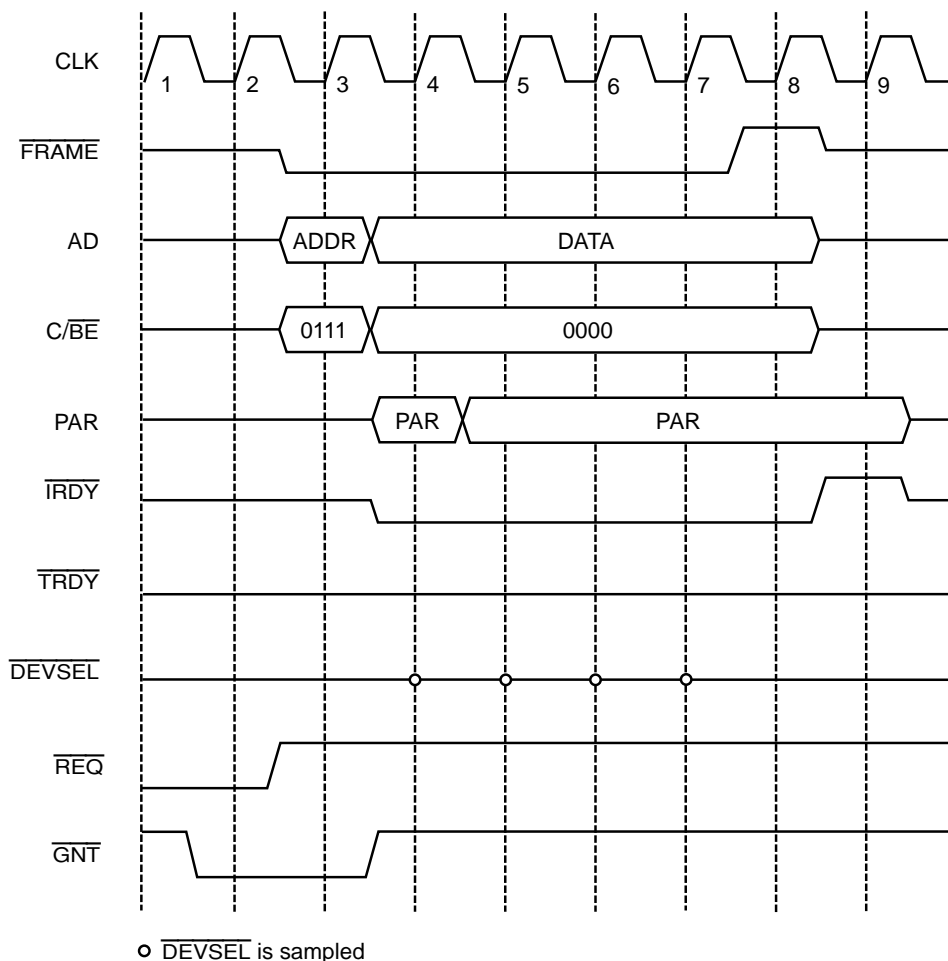 CLK
1 2 3 4 5 6 7 8 9
FRAME
AD ADDR DATA
C/BE 0111 0000
PAR PAR PAR
IRDY
TRDY
DEVSEL
REQ
GNT
DEVSEL is sampled